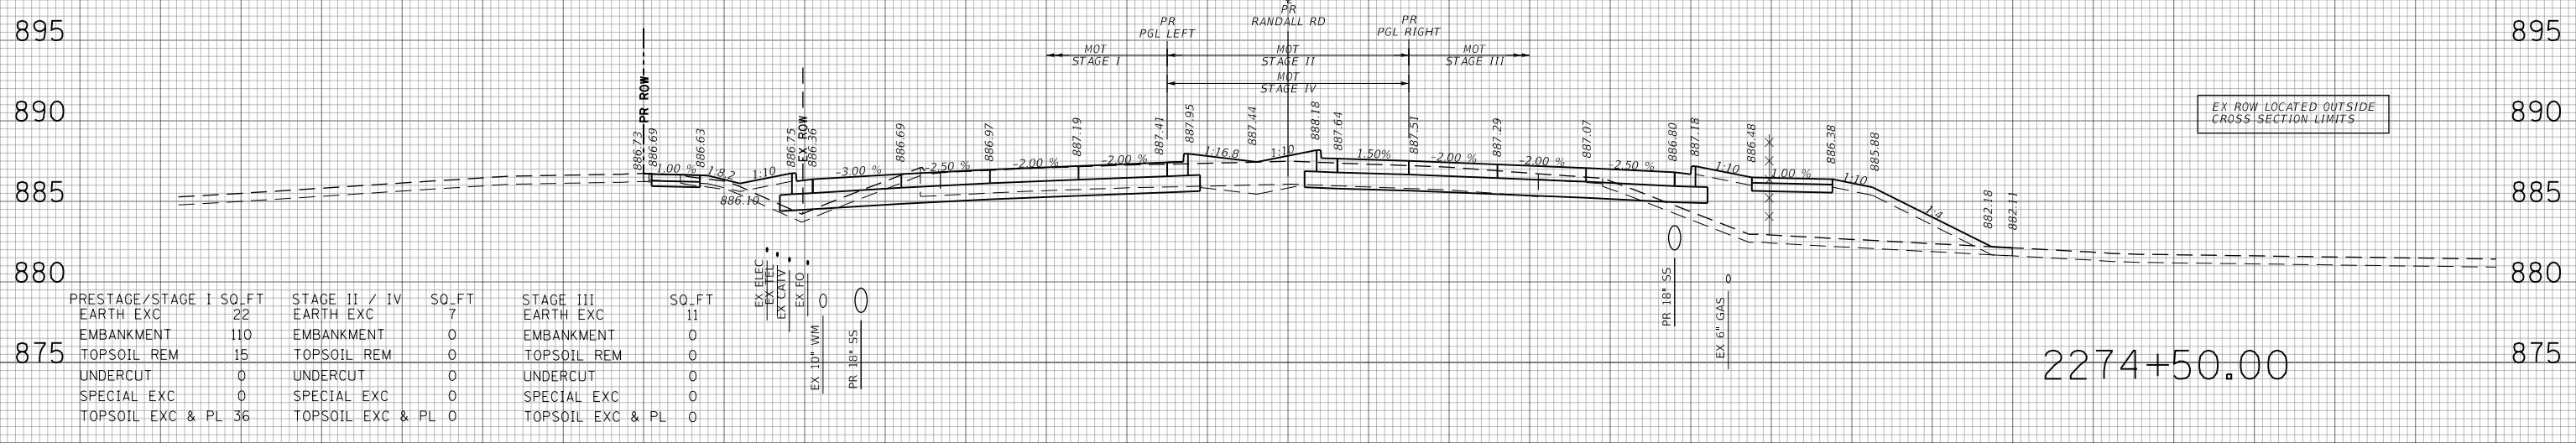 895
PR
RANDALL RD
PR
PGL LEFT
PR
PGL RIGHT
895
MOT
STAGE I
MOT
STAGE II
MOT
STAGE III
MOT
STAGE IV
890
PR ROW
EX ROW
EX ROW LOCATED OUTSIDE
CROSS SECTION LIMITS
890
886.73
886.69
886.63
886.75
886.36
886.69
886.97
887.19
887.41
887.95
887.44
888.18
887.64
887.51
887.29
887.07
886.80
887.18
886.48
886.38
885.88
882.18
882.11
1.00 %
1:8.2
1:10
-3.00 %
-2.50 %
-2.00 %
-2.00 %
1:16.8
1:10
1.50%
-2.00 %
-2.00 %
-2.50 %
1:10
1.00 %
1:10
1:4
885
886.10
885
880
EX ELEC
EX TEL
EX CATV
EX FO
EX 10" WM
PR 18" SS
PR 18" SS
EX 6" GAS
880
PRESTAGE/STAGE I SQ_FT
EARTH EXC 22
EMBANKMENT 110
TOPSOIL REM 15
UNDERCUT 0
SPECIAL EXC 0
TOPSOIL EXC & PL 36
STAGE II / IV SQ_FT
EARTH EXC 7
EMBANKMENT 0
TOPSOIL REM 0
UNDERCUT 0
SPECIAL EXC 0
TOPSOIL EXC & PL 0
STAGE III SQ_FT
EARTH EXC 11
EMBANKMENT 0
TOPSOIL REM 0
UNDERCUT 0
SPECIAL EXC 0
TOPSOIL EXC & PL 0
875
2274+50.00
875